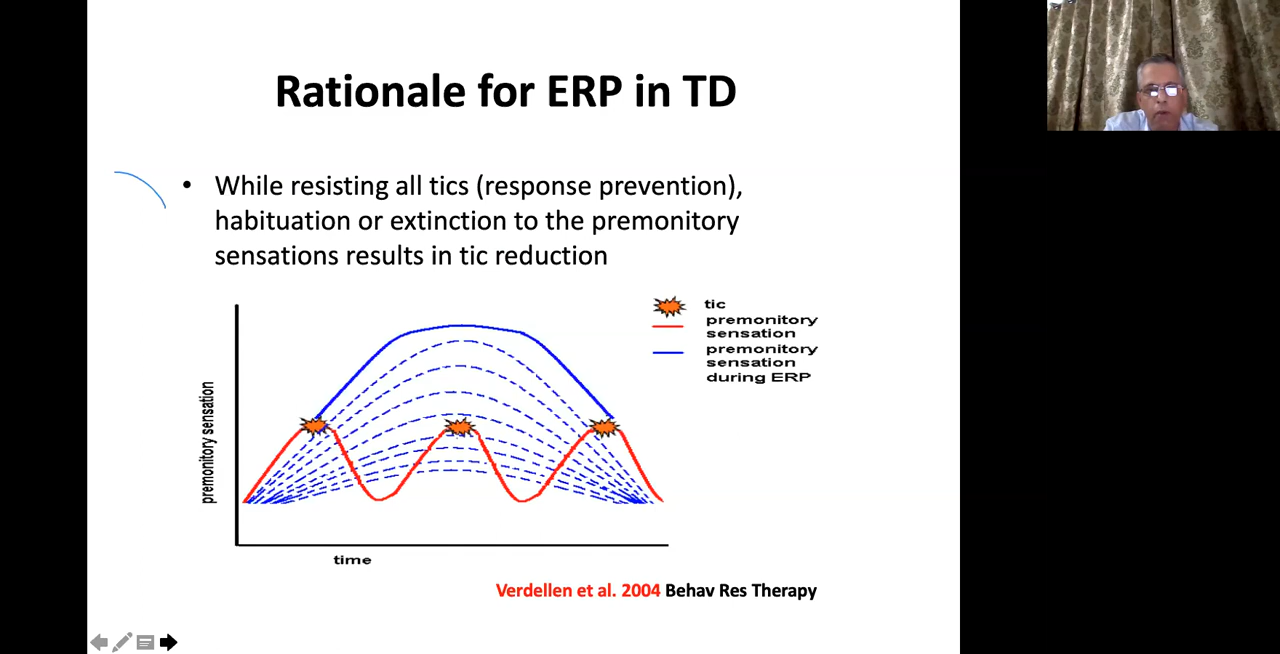 Rationale for ERP in TD
• While resisting all tics (response prevention),
habituation or extinction to the premonitory
sensations results in tic reduction
tic
premonitory
sensation
premonitory
sensation
during ERP
premonitory sensation
time
Verdellen et al. 2004 Behav Res Therapy